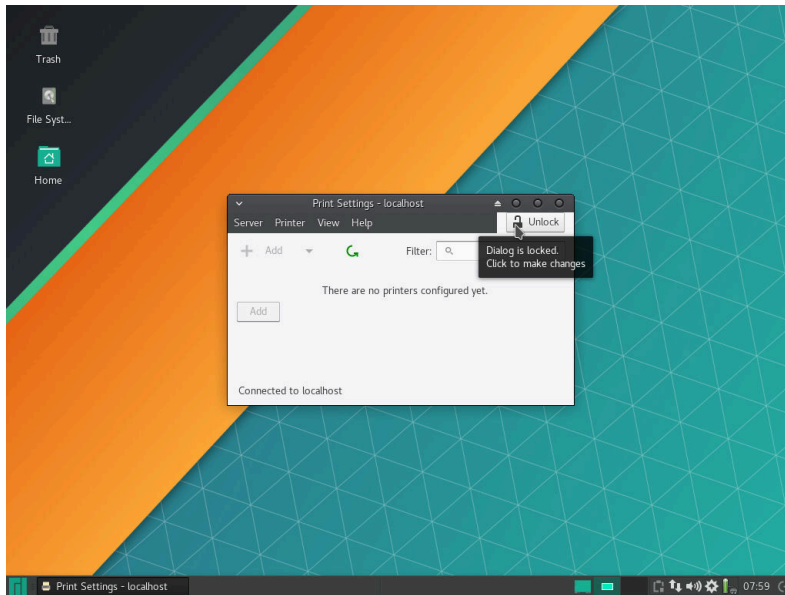 Trash
File Syst...
Home
Print Settings - localhost
Server Printer View Help
Unlock
Add
Filter:
Dialog is locked.
Click to make changes
There are no printers configured yet.
Add
Connected to localhost
Print Settings - localhost
07:59